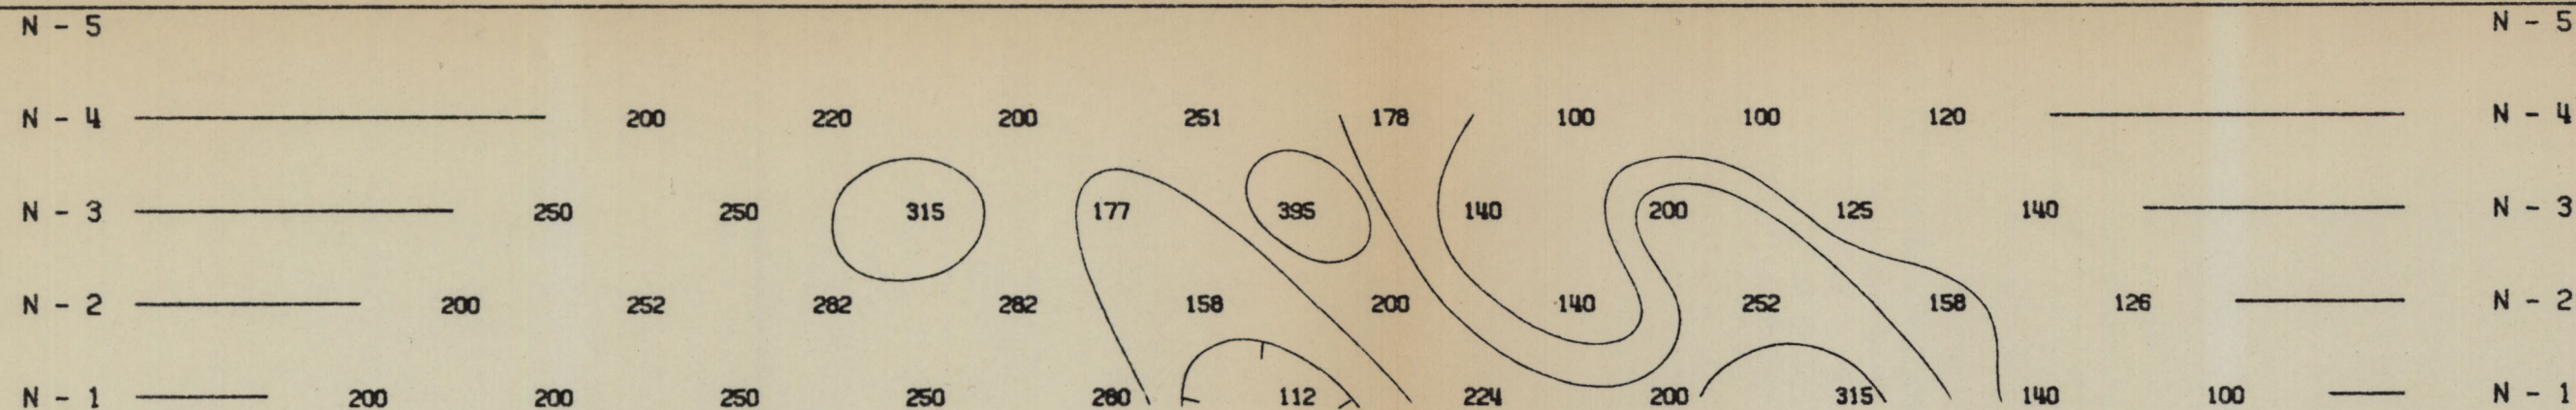 N - 5 N - 5
N - 4 200 220 200 251 178 100 100 120 N - 4
N - 3 250 250 315 177 395 140 200 125 140 N - 3
N - 2 200 252 282 282 158 200 140 252 158 126 N - 2
N - 1 200 200 250 250 280 112 224 200 315 140 100 N - 1